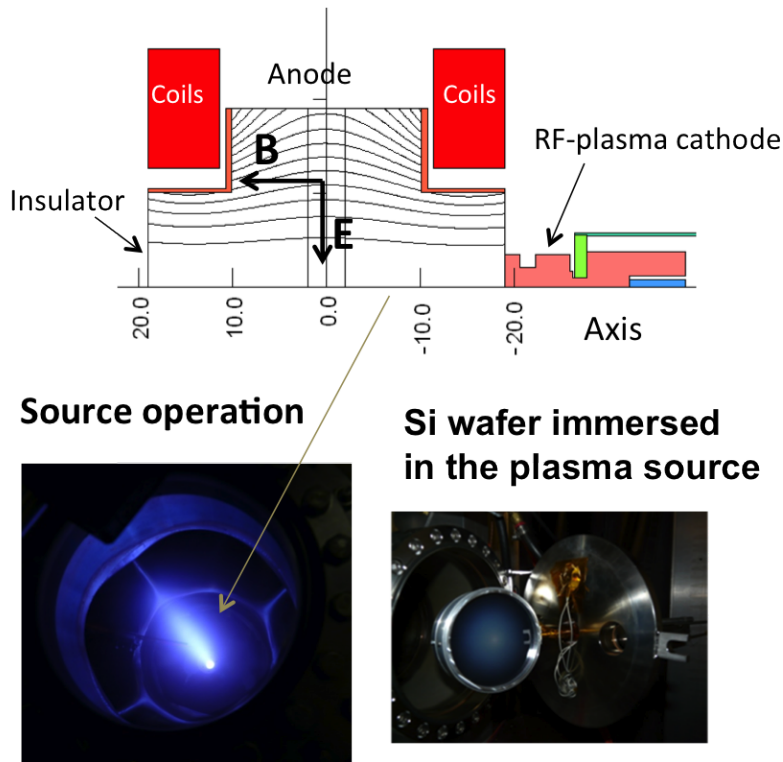 Anode
Coils
Coils
RF-plasma cathode
B
Insulator
E
20.0
10.0
0.0
-10.0
-20.0
Axis
Source operation
Si wafer immersed
in the plasma source